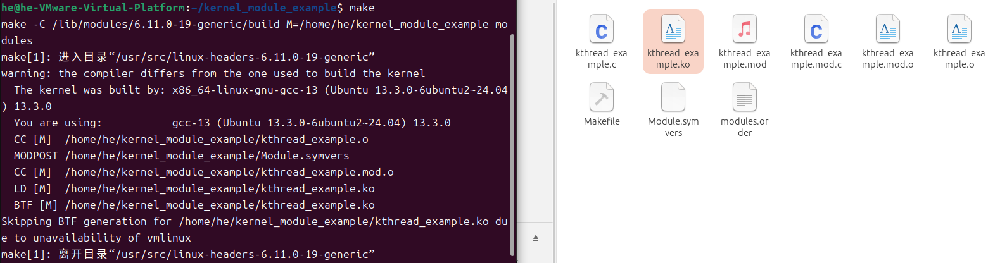 he@he-VMware-Virtual-Platform:~/kernel_module_example$ make
make -C /lib/modules/6.11.0-19-generic/build M=/home/he/kernel_module_example mo
dules
make[1]: 进入目录“/usr/src/linux-headers-6.11.0-19-generic”
warning: the compiler differs from the one used to build the kernel
  The kernel was built by: x86_64-linux-gnu-gcc-13 (Ubuntu 13.3.0-6ubuntu2~24.04
) 13.3.0
  You are using:           gcc-13 (Ubuntu 13.3.0-6ubuntu2~24.04) 13.3.0
  CC [M]  /home/he/kernel_module_example/kthread_example.o
  MODPOST /home/he/kernel_module_example/Module.symvers
  CC [M]  /home/he/kernel_module_example/kthread_example.mod.o
  LD [M]  /home/he/kernel_module_example/kthread_example.ko
  BTF [M] /home/he/kernel_module_example/kthread_example.ko
Skipping BTF generation for /home/he/kernel_module_example/kthread_example.ko du
e to unavailability of vmlinux
make[1]: 离开目录“/usr/src/linux-headers-6.11.0-19-generic”
kthread_exa
mple.c
kthread_exa
mple.ko
kthread_exa
mple.mod
kthread_exa
mple.mod.c
kthread_exa
mple.mod.o
kthread_exa
mple.o
Makefile
Module.sym
vers
modules.or
der